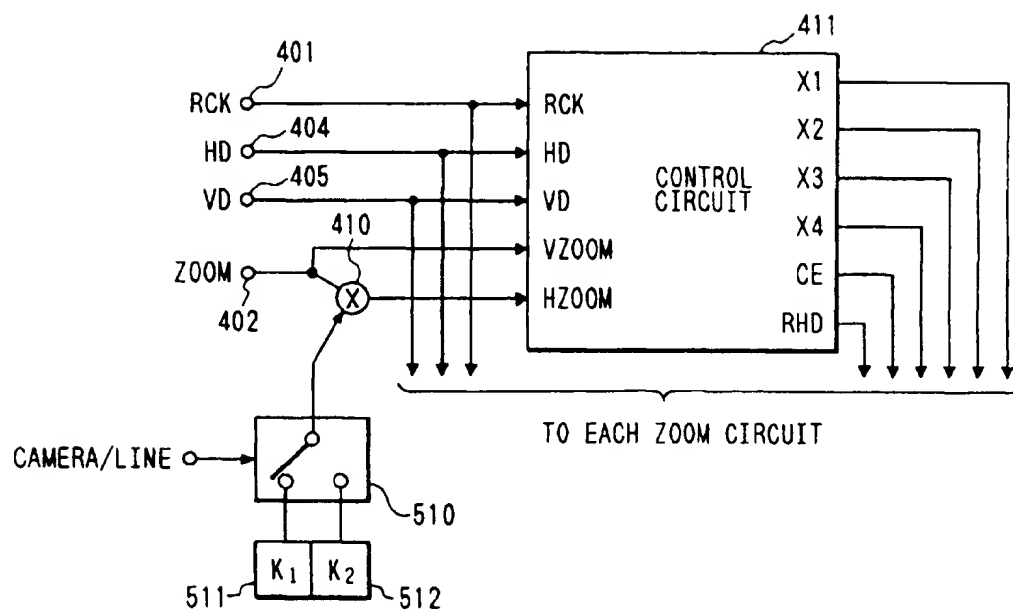 401
RCK
404
HD
405
VD
410
ZOOM
402
X
411
RCK
HD
VD
VZOOM
HZOOM
CONTROL
CIRCUIT
X1
X2
X3
X4
CE
RHD
TO EACH ZOOM CIRCUIT
CAMERA/LINE
510
K1
K2
511
512